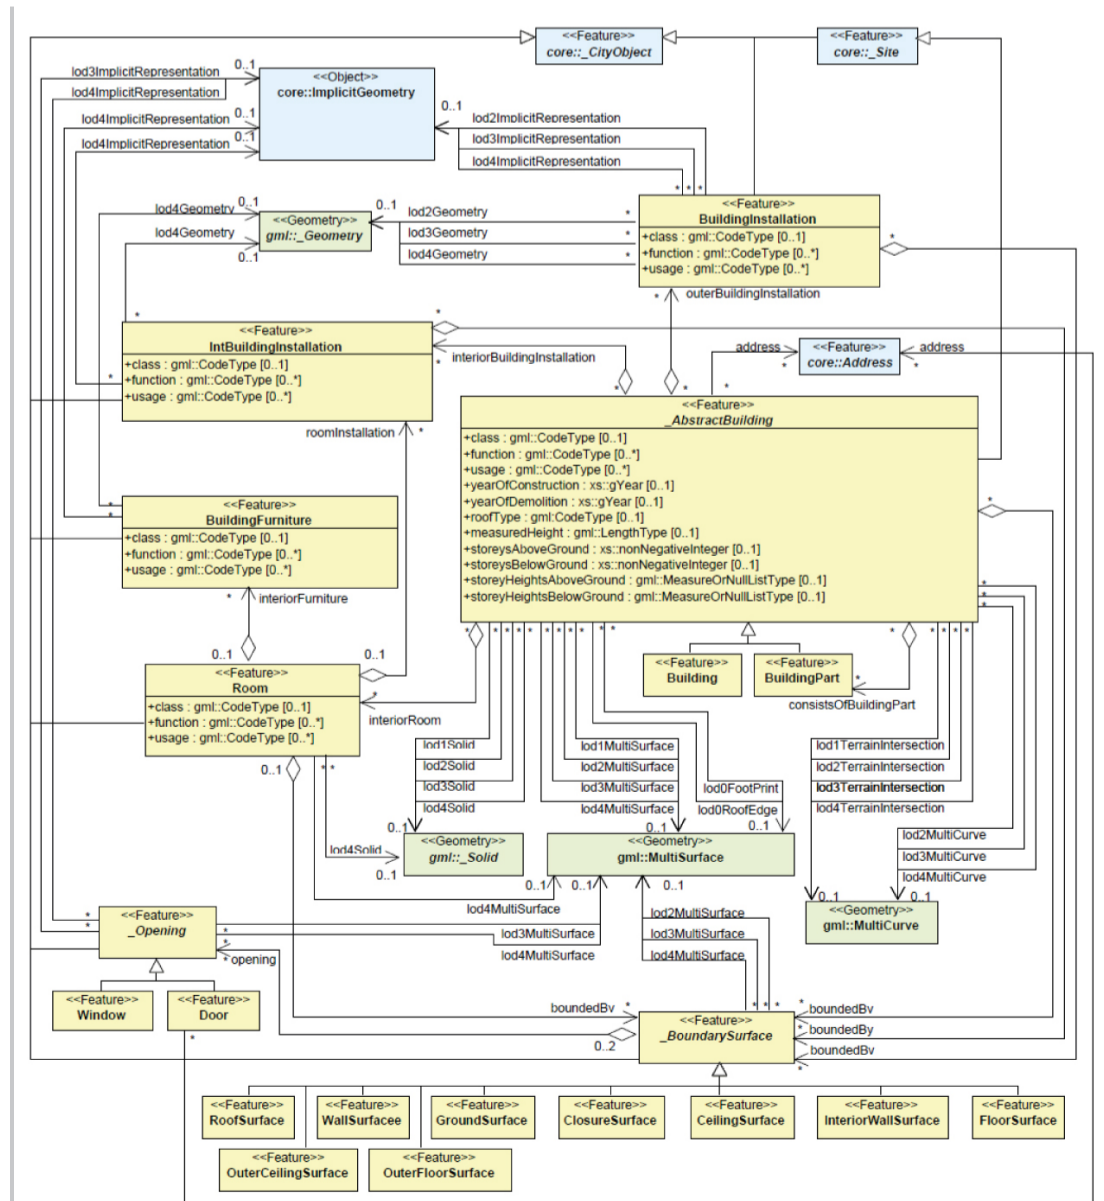 <<Feature>>
core::_CityObject
<<Feature>>
core::_Site
lod3ImplicitRepresentation
0..1
lod4ImplicitRepresentation
<<Object>>
core::ImplicitGeometry
0..1
lod4ImplicitRepresentation
0..1
lod2ImplicitRepresentation
lod4ImplicitRepresentation
0..1
lod3ImplicitRepresentation
lod4ImplicitRepresentation
* * *
<<Feature>>
BuildingInstallation
+class : gml::CodeType [0..1]
+function : gml::CodeType [0..*]
+usage : gml::CodeType [0..*]
*
*
*
*
lod4Geometry
0..1
<<Geometry>>
gml::_Geometry
0..1
lod2Geometry
lod3Geometry
lod4Geometry
lod4Geometry
0..1
* outerBuildingInstallation
*
<<Feature>>
IntBuildingInstallation
+class : gml::CodeType [0..1]
+function : gml::CodeType [0..*]
+usage : gml::CodeType [0..*]
*
*
*
interiorBuildingInstallation
address
*
<<Feature>>
core::Address
address
*
* * *
roomInstallation *
<<Feature>>
_AbstractBuilding
+class : gml::CodeType [0..1]
+function : gml::CodeType [0..*]
+usage : gml::CodeType [0..*]
+yearOfConstruction : xs::gYear [0..1]
+yearOfDemolition : xs::gYear [0..1]
+roofType : gml:CodeType [0..1]
+measuredHeight : gml::LengthType [0..1]
+storeysAboveGround : xs::nonNegativeInteger [0..1]
+storeysBelowGround : xs::nonNegativeInteger [0..1]
+storeyHeightsAboveGround : gml::MeasureOrNullListType [0..1]
+storeyHeightsBelowGround : gml::MeasureOrNullListType [0..1]
*
*
*
*
*
*
<<Feature>>
BuildingFurniture
+class : gml::CodeType [0..1]
+function : gml::CodeType [0..*]
+usage : gml::CodeType [0..*]
* interiorFurniture
0..1
0..1
<<Feature>>
Room
+class : gml::CodeType [0..1]
+function : gml::CodeType [0..*]
+usage : gml::CodeType [0..*]
* * * * * * * * * * *
* * * * *
*
interiorRoom
<<Feature>>
Building
<<Feature>>
BuildingPart
*
consistsOfBuildingPart
0..1
* *
lod1Solid
lod2Solid
lod3Solid
lod4Solid
0..1
lod1MultiSurface
lod2MultiSurface
lod3MultiSurface
lod4MultiSurface
0..1
lod0FootPrint
lod0RoofEdge
0..1
lod1TerrainIntersection
lod2TerrainIntersection
lod3TerrainIntersection
lod4TerrainIntersection
0..1
lod2MultiCurve
lod3MultiCurve
lod4MultiCurve
0..1
lod4Solid
0..1
<<Geometry>>
gml::_Solid
<<Geometry>>
gml::MultiSurface
0..1
0..1
0..1
<<Geometry>>
gml::MultiCurve
lod4MultiSurface
<<Feature>>
_Opening
*
*
*
*
*
* opening
lod3MultiSurface
lod4MultiSurface
lod2MultiSurface
lod3MultiSurface
lod4MultiSurface
* * *
<<Feature>>
Window
<<Feature>>
Door
*
boundedBy *
0..2
<<Feature>>
_BoundarySurface
* boundedBy
* boundedBy
boundedBy
*
<<Feature>>
RoofSurface
<<Feature>>
WallSurfacee
<<Feature>>
GroundSurface
<<Feature>>
ClosureSurface
<<Feature>>
CeilingSurface
<<Feature>>
InteriorWallSurface
<<Feature>>
FloorSurface
<<Feature>>
OuterCeilingSurface
<<Feature>>
OuterFloorSurface